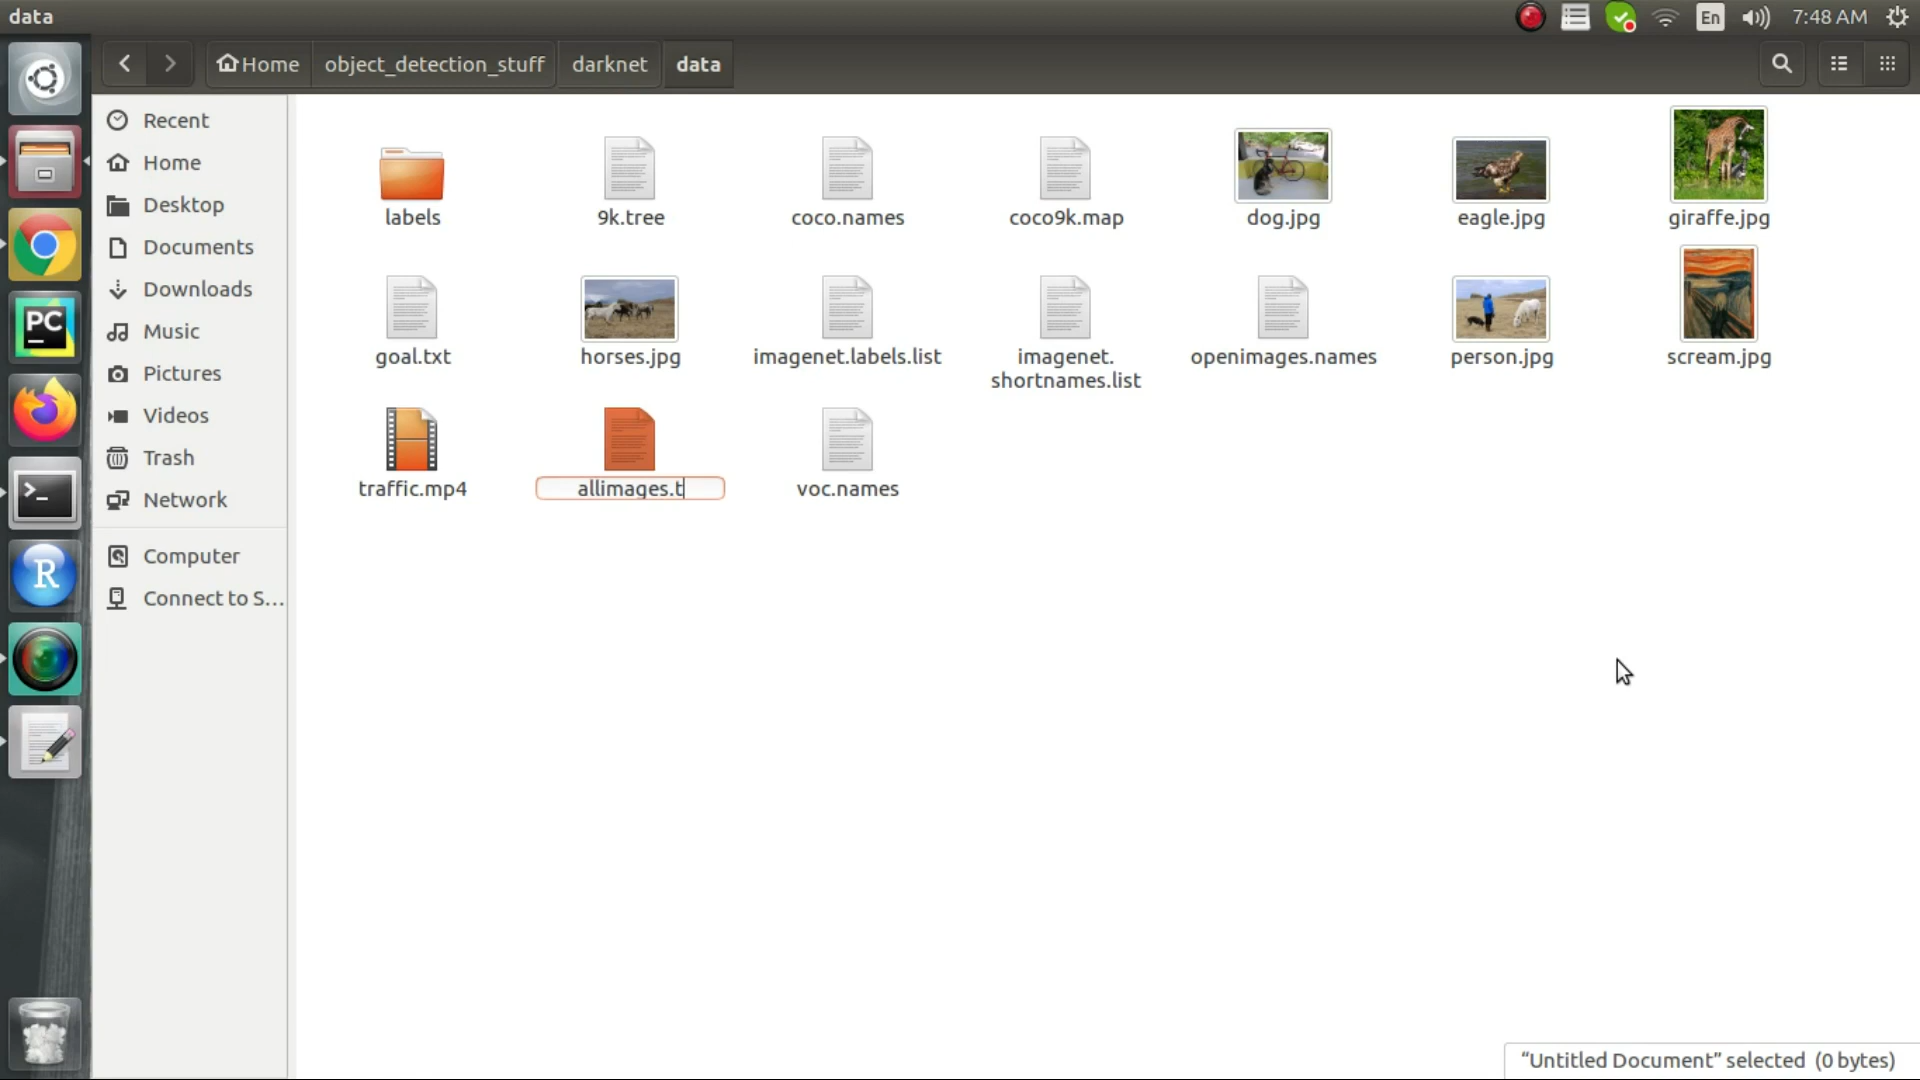 data
En
7:48 AM
Home
object_detection_stuff
darknet
data
Recent
Home
Desktop
Documents
Downloads
Music
Pictures
Videos
Trash
Network
Computer
Connect to S...
labels
9k.tree
coco.names
coco9k.map
dog.jpg
eagle.jpg
giraffe.jpg
goal.txt
horses.jpg
imagenet.labels.list
imagenet.
shortnames.list
openimages.names
person.jpg
scream.jpg
traffic.mp4
allimages.t
voc.names
PC
>_
R
“Untitled Document” selected (0 bytes)